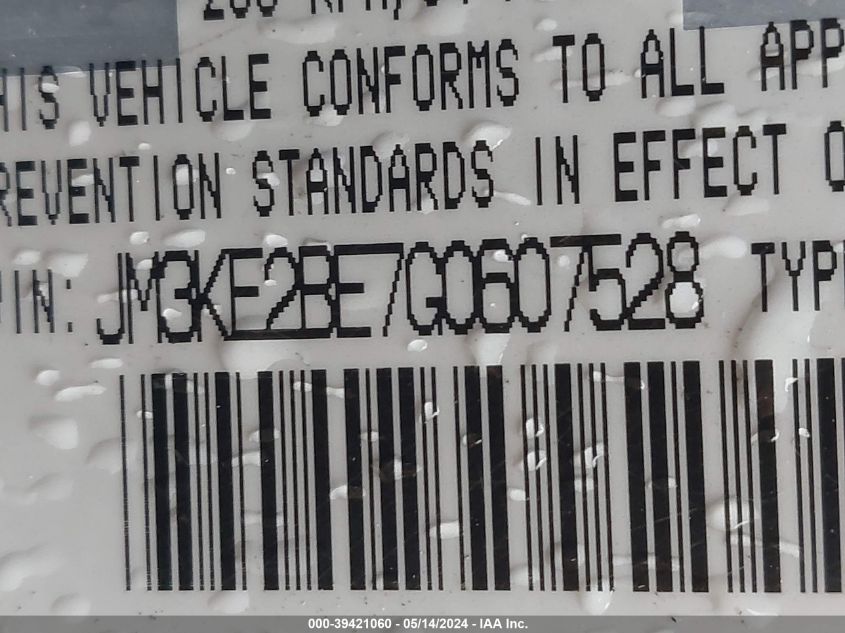 HIS VEHICLE CONFORMS TO ALL APP
REVENTION STANDARDS IN EFFECT O
IN: JM3KE2BE7G0607528 TYP
000-39421060 - 05/14/2024 - IAA Inc.